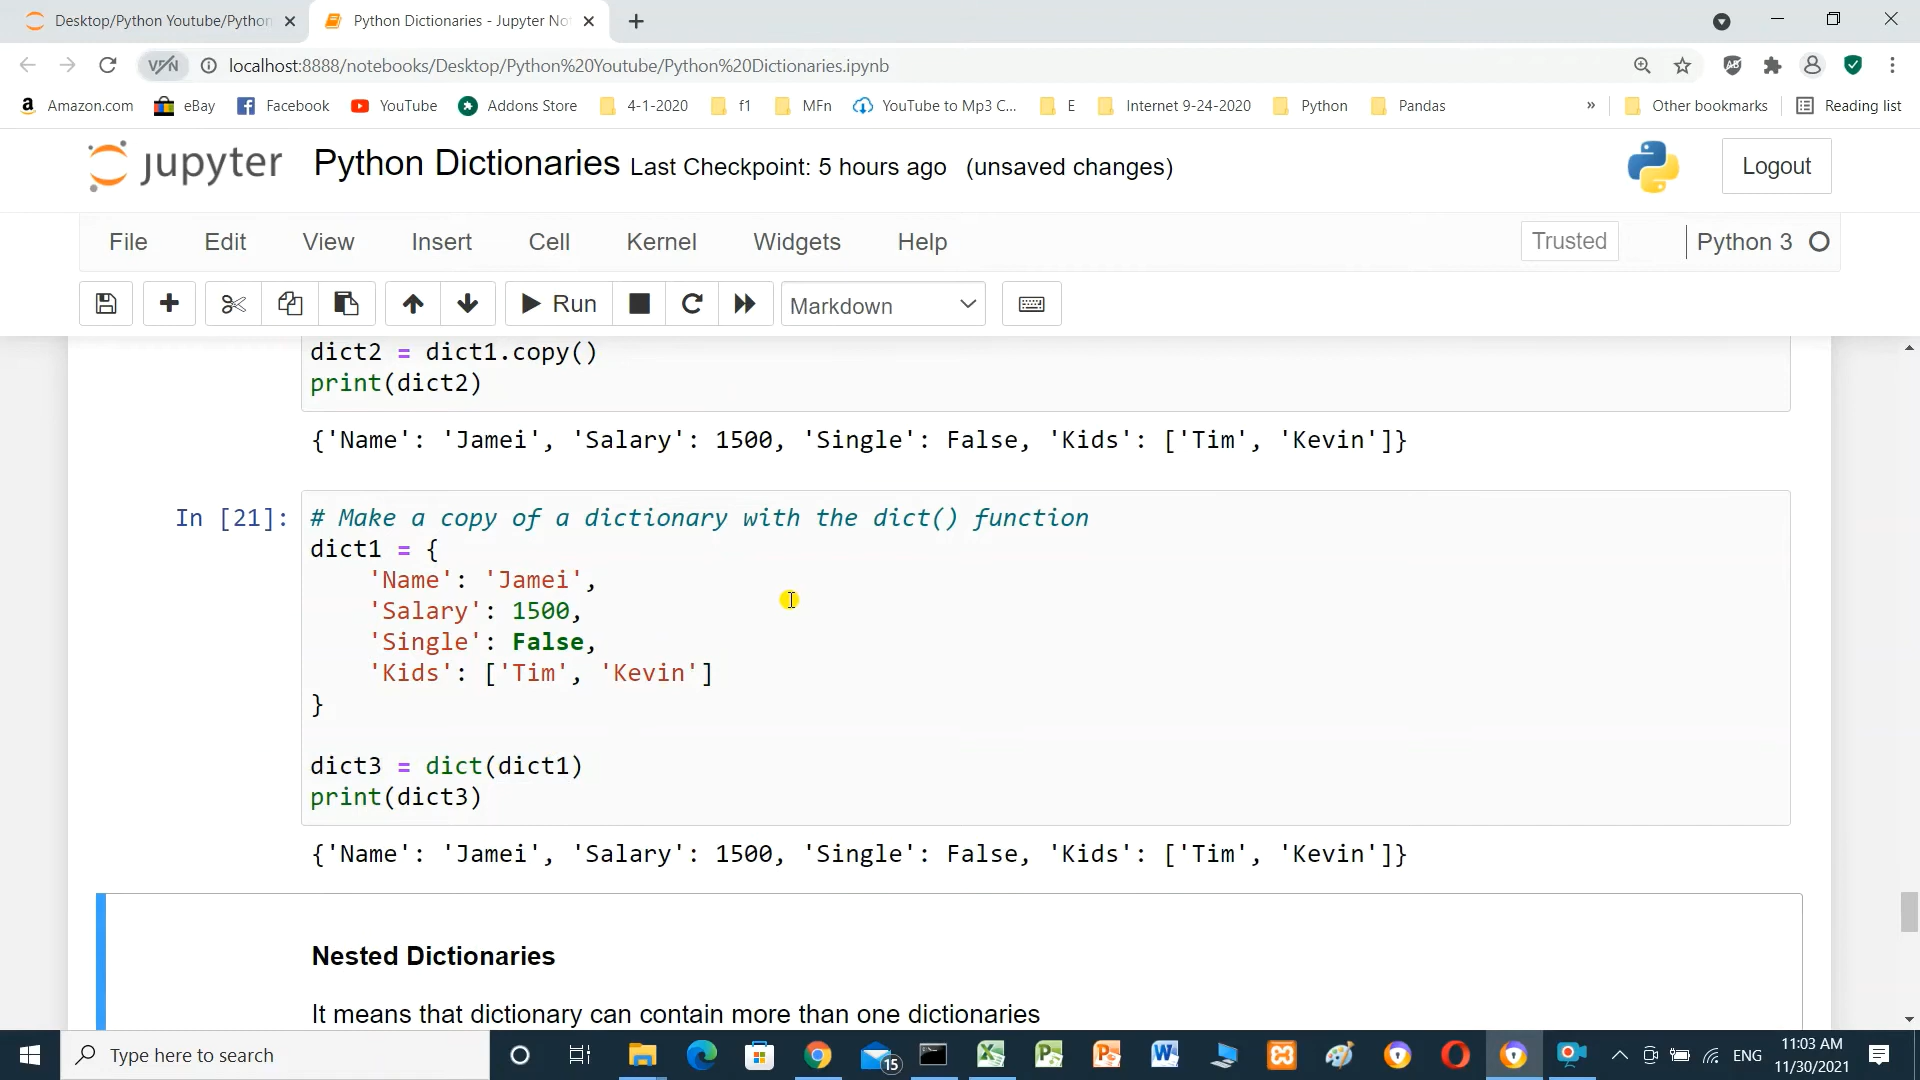 Desktop/Python Youtube/Python
Python Dictionaries - Jupyter No
VPN
localhost:8888/notebooks/Desktop/Python%20Youtube/Python%20Dictionaries.ipynb
Amazon.com eBay Facebook YouTube Addons Store 4-1-2020 f1 MFn YouTube to Mp3 C... E Internet 9-24-2020 Python Pandas » Other bookmarks Reading list
jupyter Python Dictionaries Last Checkpoint: 5 hours ago (unsaved changes) Logout
File Edit View Insert Cell Kernel Widgets Help Trusted Python 3
Run Markdown
dict2 = dict1.copy()
print(dict2)
{'Name': 'Jamei', 'Salary': 1500, 'Single': False, 'Kids': ['Tim', 'Kevin']}
In [21]: # Make a copy of a dictionary with the dict() function
dict1 = {
'Name': 'Jamei',
'Salary': 1500,
'Single': False,
'Kids': ['Tim', 'Kevin']
}
dict3 = dict(dict1)
print(dict3)
{'Name': 'Jamei', 'Salary': 1500, 'Single': False, 'Kids': ['Tim', 'Kevin']}
Nested Dictionaries
It means that dictionary can contain more than one dictionaries
Type here to search
15
ENG
11:03 AM
11/30/2021